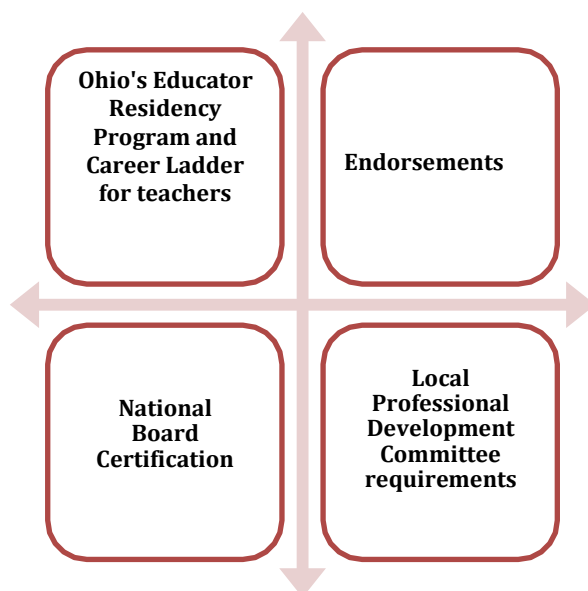 Ohio's Educator
Residency
Program and
Career Ladder
for teachers
Endorsements
National
Board
Certification
Local
Professional
Development
Committee
requirements